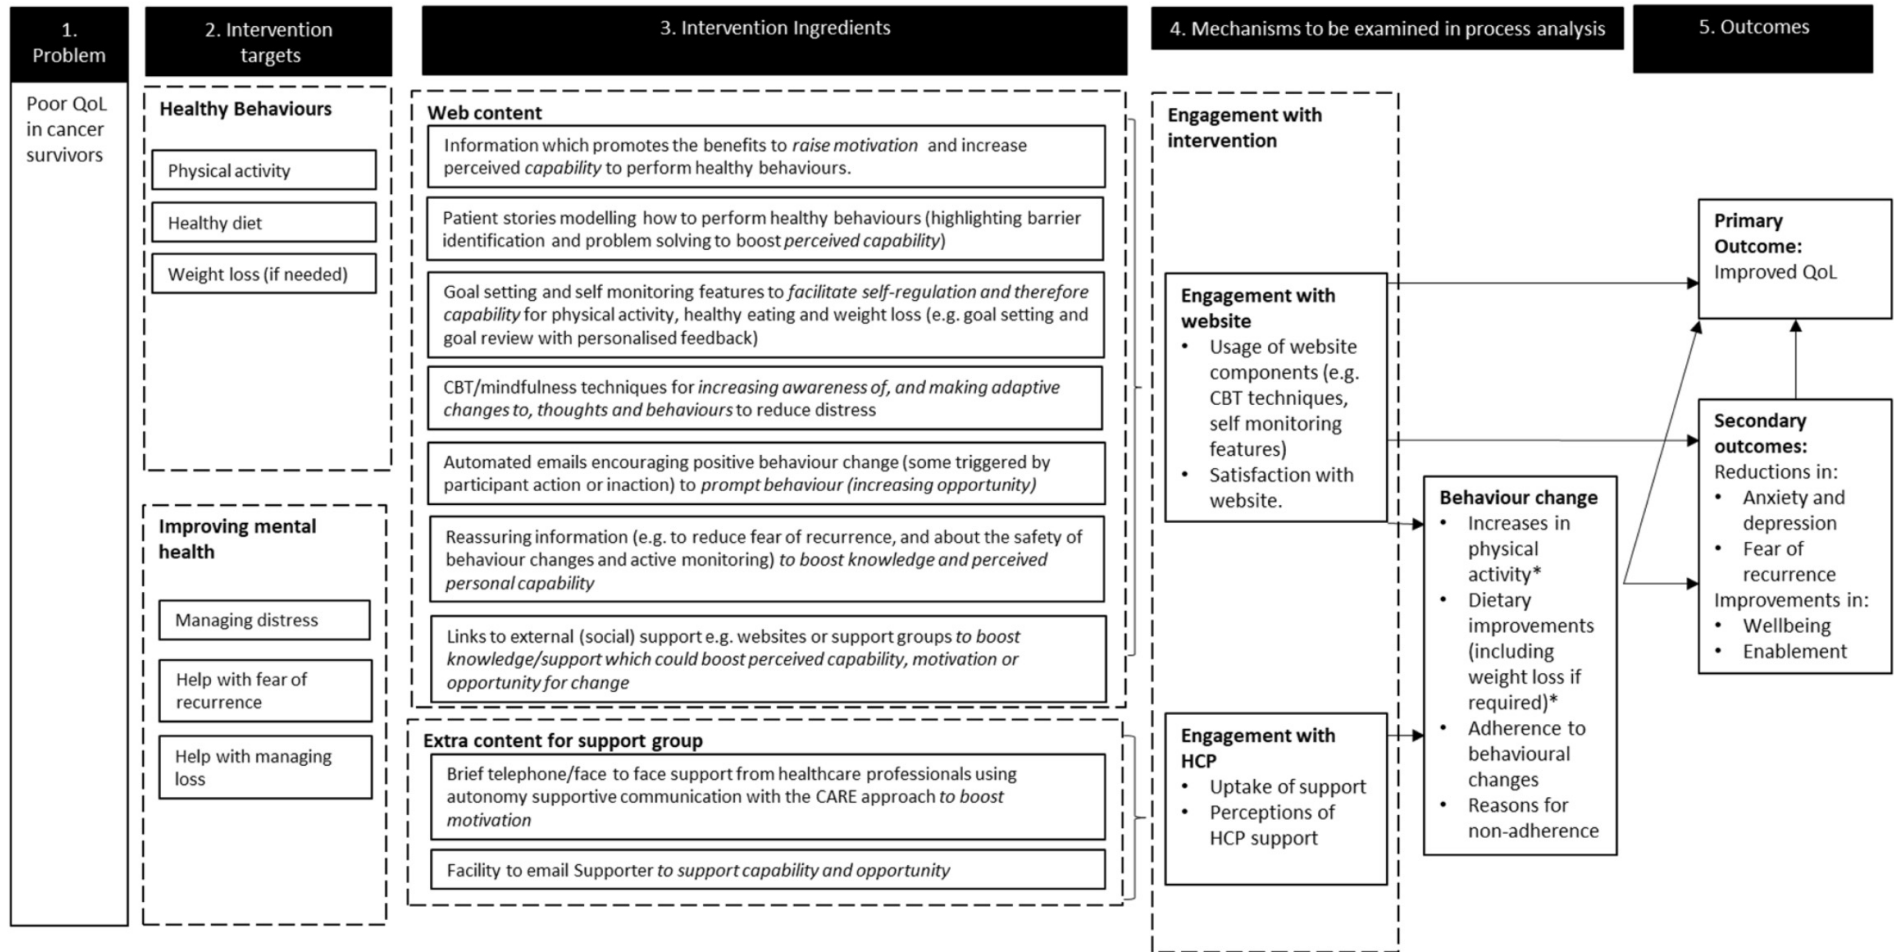 1.
Problem
2. Intervention
targets
3. Intervention Ingredients
4. Mechanisms to be examined in process analysis
5. Outcomes
Poor QoL
in cancer
survivors
Healthy Behaviours
Physical activity
Healthy diet
Weight loss (if needed)
Improving mental
health
Managing distress
Help with fear of
recurrence
Help with managing
loss
Web content
Information which promotes the benefits to raise motivation and increase
perceived capability to perform healthy behaviours.
Patient stories modelling how to perform healthy behaviours (highlighting barrier
identification and problem solving to boost perceived capability)
Goal setting and self monitoring features to facilitate self-regulation and therefore
capability for physical activity, healthy eating and weight loss (e.g. goal setting and
goal review with personalised feedback)
CBT/mindfulness techniques for increasing awareness of, and making adaptive
changes to, thoughts and behaviours to reduce distress
Automated emails encouraging positive behaviour change (some triggered by
participant action or inaction) to prompt behaviour (increasing opportunity)
Reassuring information (e.g. to reduce fear of recurrence, and about the safety of
behaviour changes and active monitoring) to boost knowledge and perceived
personal capability
Links to external (social) support e.g. websites or support groups to boost
knowledge/support which could boost perceived capability, motivation or
opportunity for change
Extra content for support group
Brief telephone/face to face support from healthcare professionals using
autonomy supportive communication with the CARE approach to boost
motivation
Facility to email Supporter to support capability and opportunity
Engagement with
intervention
Engagement with
website
• Usage of website
components (e.g.
CBT techniques,
self monitoring
features)
• Satisfaction with
website.
Engagement with
HCP
• Uptake of support
• Perceptions of
HCP support
Behaviour change
• Increases in
physical
activity*
• Dietary
improvements
(including
weight loss if
required)*
• Adherence to
behavioural
changes
• Reasons for
non-adherence
Primary
Outcome:
Improved QoL
Secondary
outcomes:
Reductions in:
• Anxiety and
depression
• Fear of
recurrence
Improvements in:
• Wellbeing
• Enablement